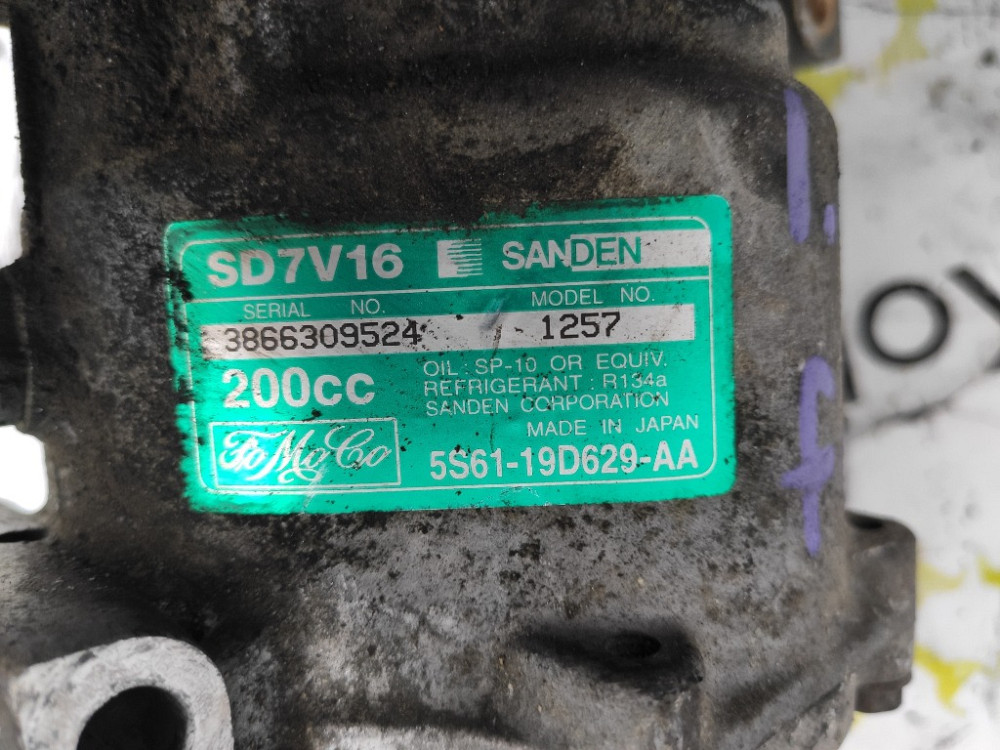 SD7V16 SANDEN
SERIAL NO. MODEL NO.
3866309524 1257
200cc
OIL : SP-10 OR EQUIV.
REFRIGERANT : R134a
SANDEN CORPORATION
MADE IN JAPAN
FoMoCo
5S61-19D629-AA